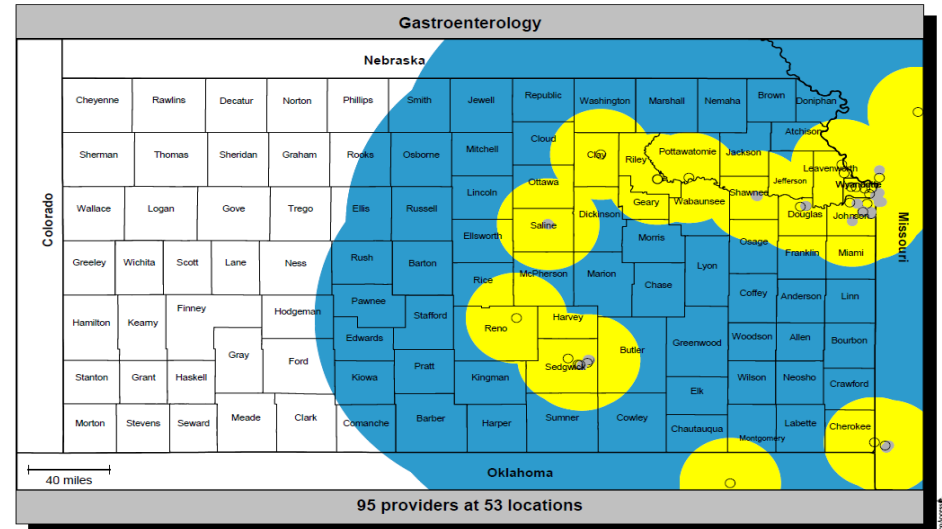 Gastroenterology
Nebraska
Cheyenne Rawlins Decatur Norton Phillips Smith Jewell Republic Washington Marshall Nemaha Brown Doniphan
Atchison
Sherman Thomas Sheridan Graham Rooks Osborne Mitchell Cloud Clay Riley Pottawatomie Jackson
Jefferson Leavenworth
Wyandotte
Wallace Logan Gove Trego Ellis Russell Lincoln Ottawa Dickinson Geary Wabaunsee Shawnee Douglas Johnson
Colorado
Missouri
Ellsworth Saline Morris Osage Franklin Miami
Greeley Wichita Scott Lane Ness Rush Barton Rice McPherson Marion Chase Lyon
Coffey Anderson Linn
Hamilton Kearny Finney Hodgeman Pawnee Stafford Reno Harvey
Edwards
Gray Ford Sedgwick Butler Greenwood Woodson Allen Bourbon
Stanton Grant Haskell Kiowa Pratt Kingman Elk Wilson Neosho Crawford
Morton Stevens Seward Meade Clark Comanche Barber Harper Sumner Cowley Chautauqua Montgomery Labette Cherokee
Oklahoma
40 miles
95 providers at 53 locations